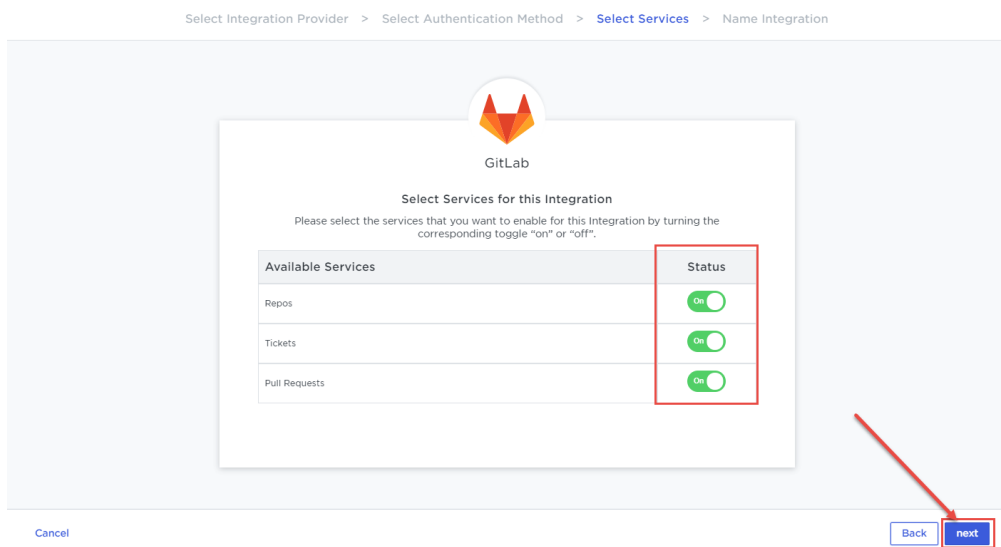 Select Integration Provider > Select Authentication Method > Select Services > Name Integration
GitLab
Select Services for this Integration
Please select the services that you want to enable for this Integration by turning the
corresponding toggle “on” or “off”.
Available Services Status
Repos On
Tickets On
Pull Requests On
Cancel Back next